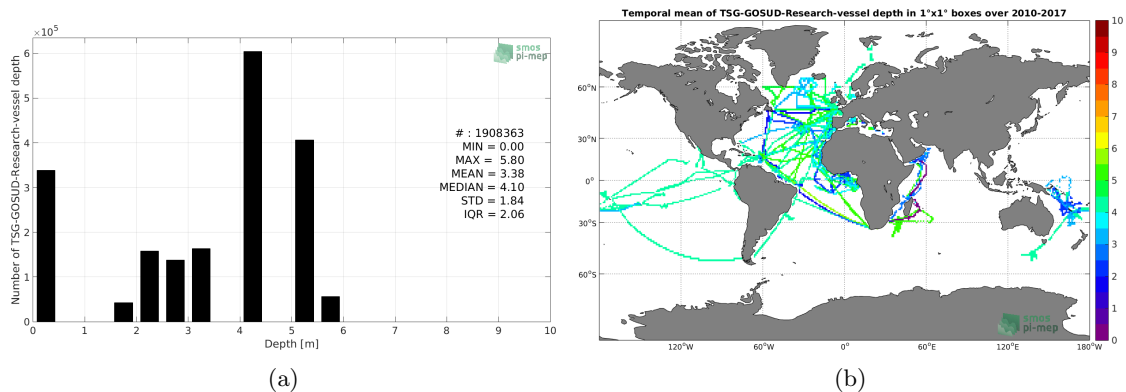 ×10⁵
6
5
4
3
2
1
0
Number of TSG-GOSUD-Research-vessel depth
0 1 2 3 4 5 6 7 8 9 10
Depth [m]
smos
pi-mep
# : 1908363
MIN = 0.00
MAX = 5.80
MEAN = 3.38
MEDIAN = 4.10
STD = 1.84
IQR = 2.06
(a)
Temporal mean of TSG-GOSUD-Research-vessel depth in 1°x1° boxes over 2010-2017
60°N
30°N
0°
30°S
60°S
120°W 60°W 0° 60°E 120°E 180°W
smos
pi-mep
10
9
8
7
6
5
4
3
2
1
0
(b)